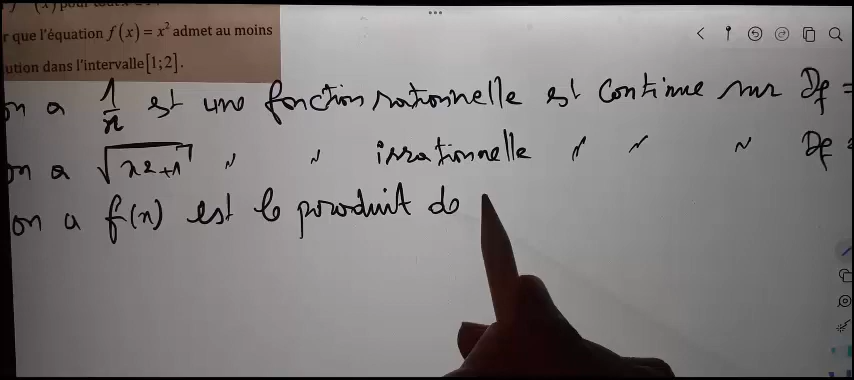 r que l'équation f(x) = x² admet au moins
ution dans l'intervalle [1;2].
on a 1/x est une fonction rationnelle est continue sur Df =
on a √(x2+1) " " irrationnelle " " " Df =
on a f(x) est le produit de